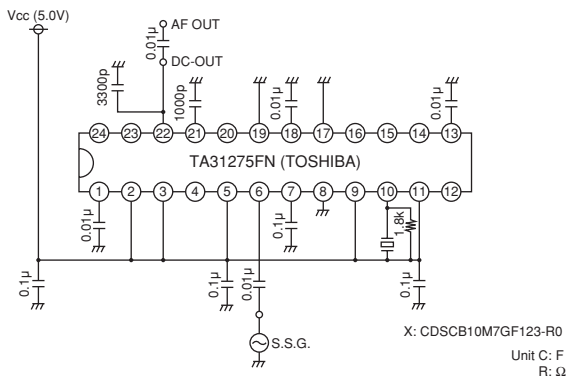 Vcc (5.0V)
AF OUT
0.01μ
DC-OUT
3300p
1000p
0.01μ
0.01μ
24 23 22 21 20 19 18 17 16 15 14 13
TA31275FN (TOSHIBA)
1 2 3 4 5 6 7 8 9 10 11 12
0.01μ
0.1μ
1.8k
0.1μ
0.1μ
0.01μ
0.1μ
S.S.G.
X: CDSCB10M7GF123-R0
Unit C: F
R: Ω